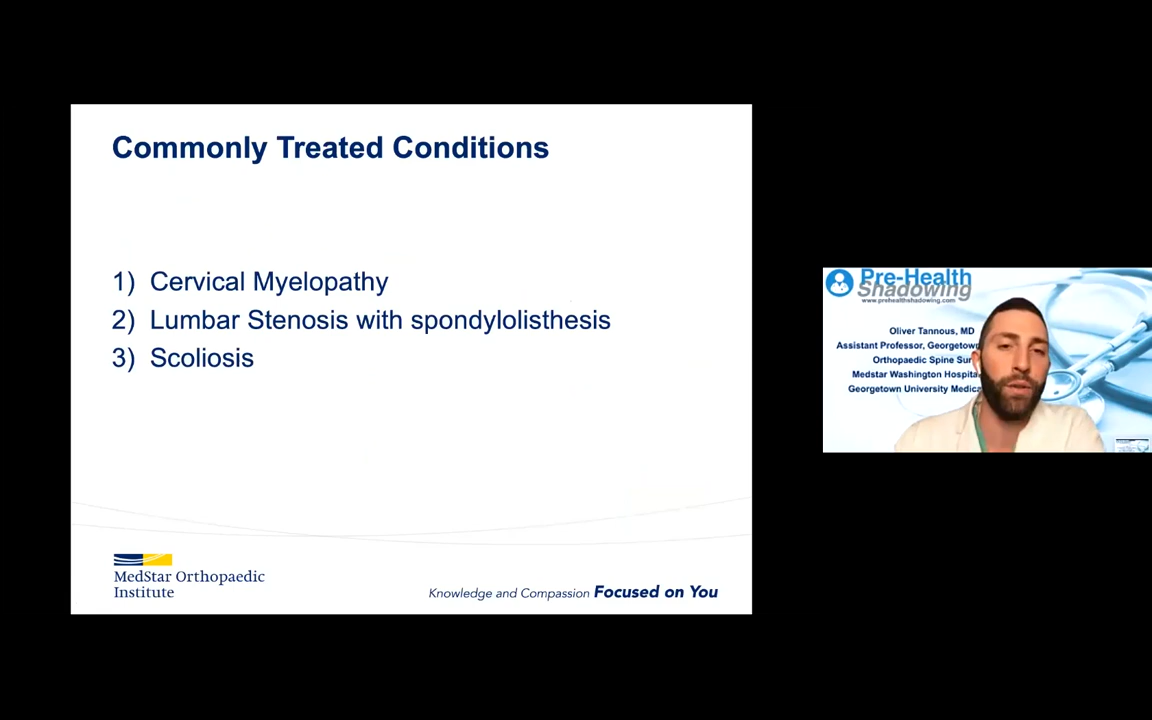 Commonly Treated Conditions
1) Cervical Myelopathy
2) Lumbar Stenosis with spondylolisthesis
3) Scoliosis
MedStar Orthopaedic
Institute
Knowledge and Compassion Focused on You
Pre-Health
Shadowing
www.prehealthshadowing.com
Oliver Tannous, MD
Assistant Professor, Georgetown
Orthopaedic Spine Sur
Medstar Washington Hospita
Georgetown University Medica